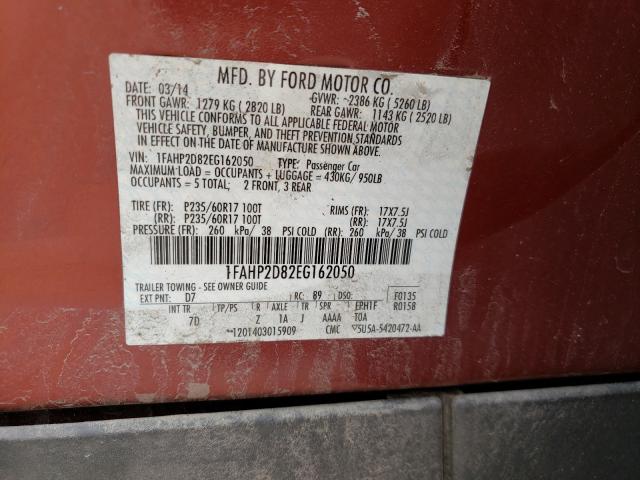 MFD. BY FORD MOTOR CO.
DATE: 03/14 GVWR: 2386 KG (5260 LB)
FRONT GAWR: 1279 KG (2820 LB) REAR GAWR: 1143 KG (2520 LB)
THIS VEHICLE CONFORMS TO ALL APPLICABLE FEDERAL MOTOR
VEHICLE SAFETY, BUMPER, AND THEFT PREVENTION STANDARDS
IN EFFECT ON THE DATE OF MANUFACTURE SHOWN ABOVE.
VIN: 1FAHP2D82EG162050 TYPE: Passenger Car
MAXIMUM LOAD = OCCUPANTS + LUGGAGE = 430KG/ 950LB
OCCUPANTS = 5 TOTAL; 2 FRONT, 3 REAR
TIRE (FR): P235/60R17 100T RIMS (FR): 17X7.5J
(RR): P235/60R17 100T (RR): 17X7.5J
PRESSURE (FR): 260 kPa/ 38 PSI COLD (RR): 260 kPa/ 38 PSI COLD
1FAHP2D82EG162050
TRAILER TOWING - SEE OWNER GUIDE
EXT PNT: D7 RC: 89 DSO: F0135
INT TR TP/PS R AXLE TR SPR EPH1F R0158
7D Z 1A J AAAA TOA
*1201403015909 CMC 5U5A-5420472-AA